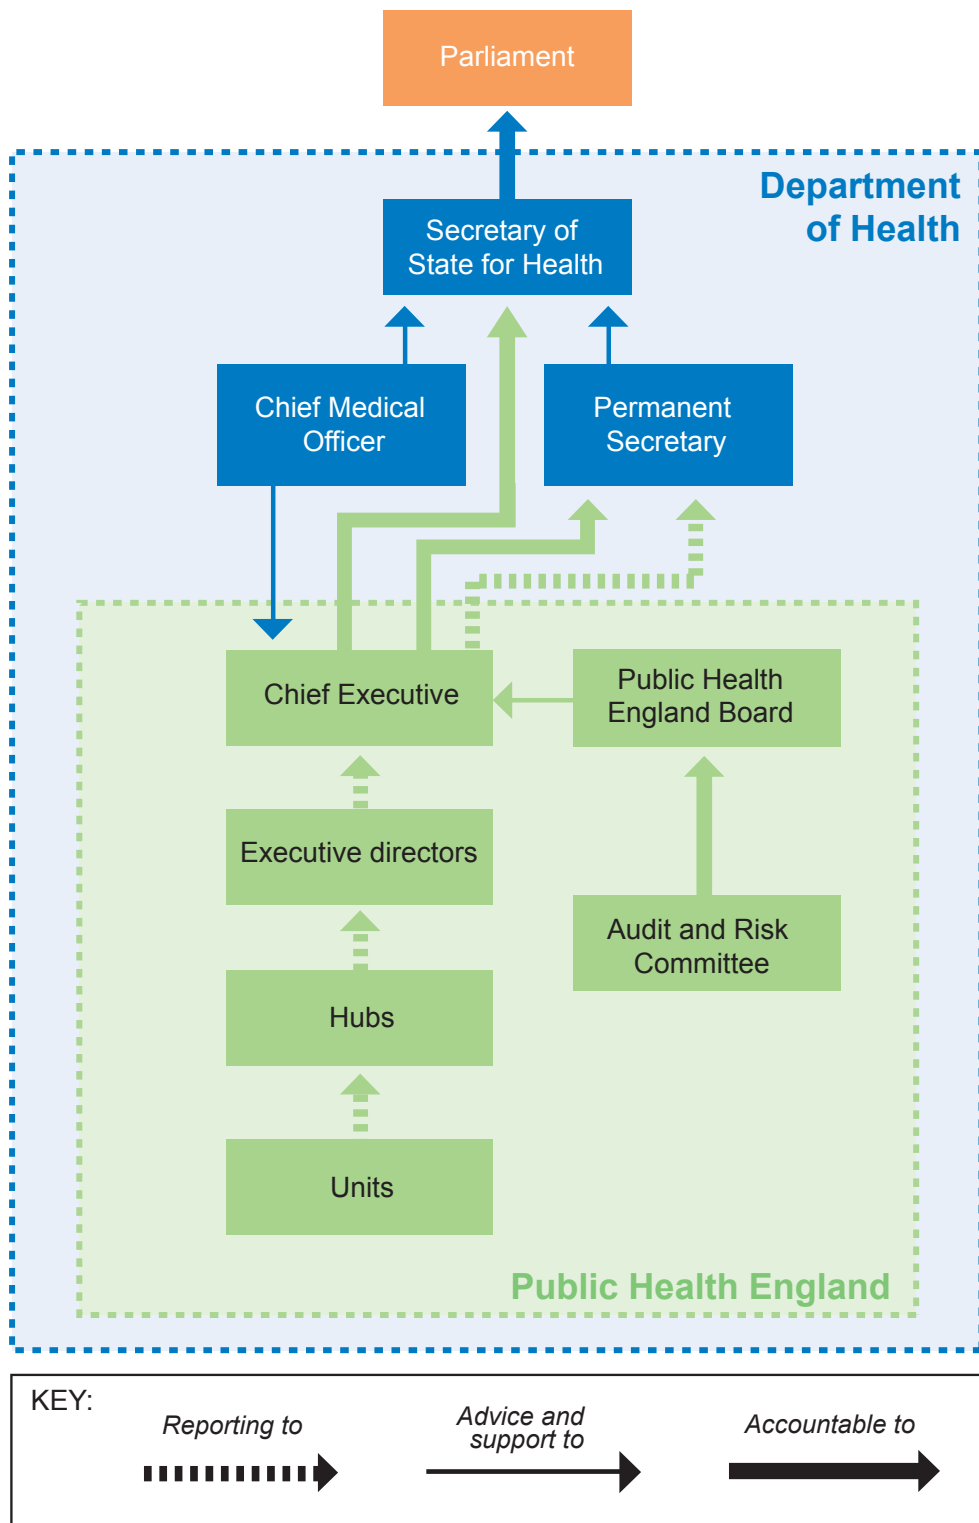 Parliament
Department
of Health
Secretary of
State for Health
Chief Medical
Officer
Permanent
Secretary
Chief Executive
Public Health
England Board
Executive directors
Audit and Risk
Committee
Hubs
Units
Public Health England
KEY:
Reporting to
Advice and
support to
Accountable to